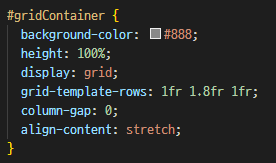 #gridContainer {
background-color: #888;
height: 100%;
display: grid;
grid-template-rows: 1fr 1.8fr 1fr;
column-gap: 0;
align-content: stretch;
}